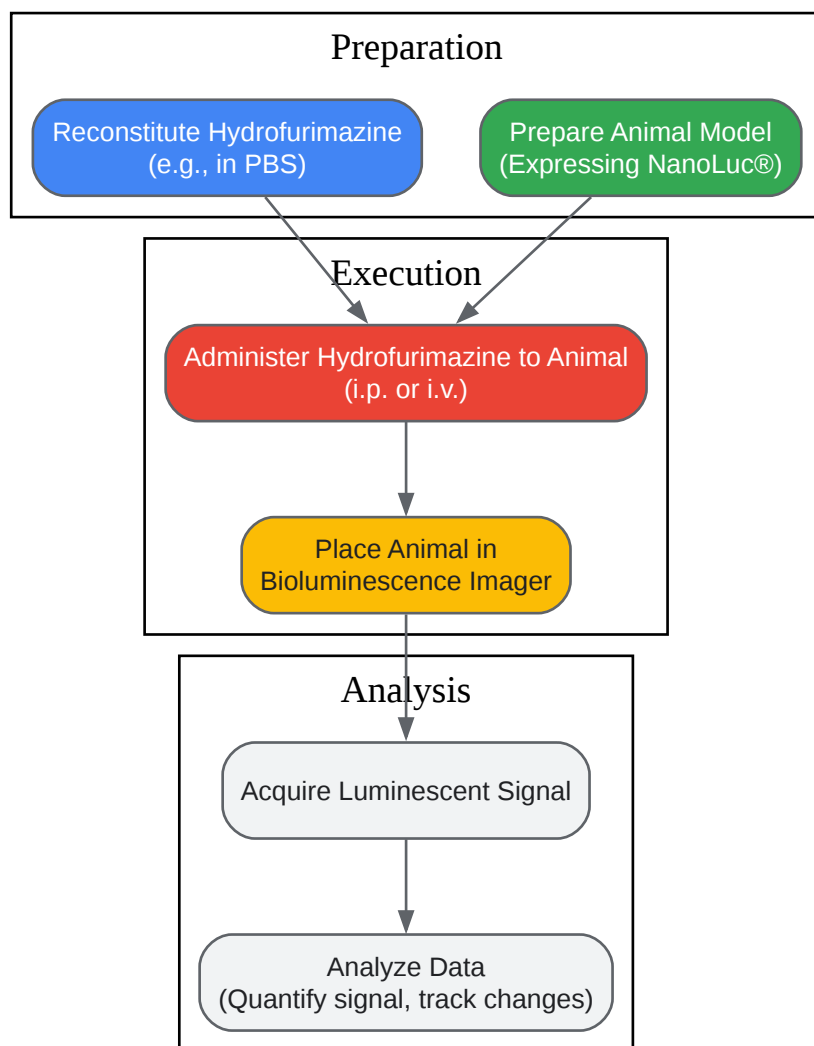 Preparation
Reconstitute Hydrofurimazine
(e.g., in PBS)
Prepare Animal Model
(Expressing NanoLuc®)
Execution
Administer Hydrofurimazine to Animal
(i.p. or i.v.)
Place Animal in
Bioluminescence Imager
Analysis
Acquire Luminescent Signal
Analyze Data
(Quantify signal, track changes)